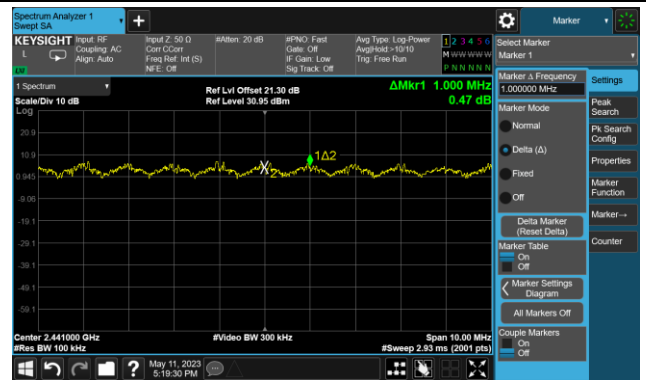 Spectrum Analyzer 1
Swept SA
Marker
KEYSIGHT Input: RF
Coupling: AC
Align: Auto
L
LW
Input Z: 50 Ω
Corr CCorr
Freq Ref: Int (S)
NFE: Off
#Atten: 20 dB
#PNO: Fast
Gate: Off
IF Gain: Low
Sig Track: Off
Avg Type: Log-Power
Avg|Hold:>10/10
Trig: Free Run
1 2 3 4 5 6
M W W W W W
P N N N N N
Select Marker
Marker 1
1 Spectrum
Scale/Div 10 dB
Log
Ref Lvl Offset 21.30 dB
Ref Level 30.95 dBm
ΔMkr1 1.000 MHz
0.47 dB
20.9
10.9
0.945
-9.06
-19.1
-29.1
-39.1
-49.1
-59.1
1Δ2
X2
Center 2.441000 GHz
#Res BW 100 kHz
#Video BW 300 kHz
Span 10.00 MHz
#Sweep 2.93 ms (2001 pts)
Marker Δ Frequency
1.000000 MHz
Marker Mode
Normal
Delta (Δ)
Fixed
Off
Delta Marker
(Reset Delta)
Marker Table
On
Off
Marker Settings
Diagram
All Markers Off
Couple Markers
On
Off
Settings
Peak
Search
Pk Search
Config
Properties
Marker
Function
Marker→
Counter
?
May 11, 2023
5:19:30 PM